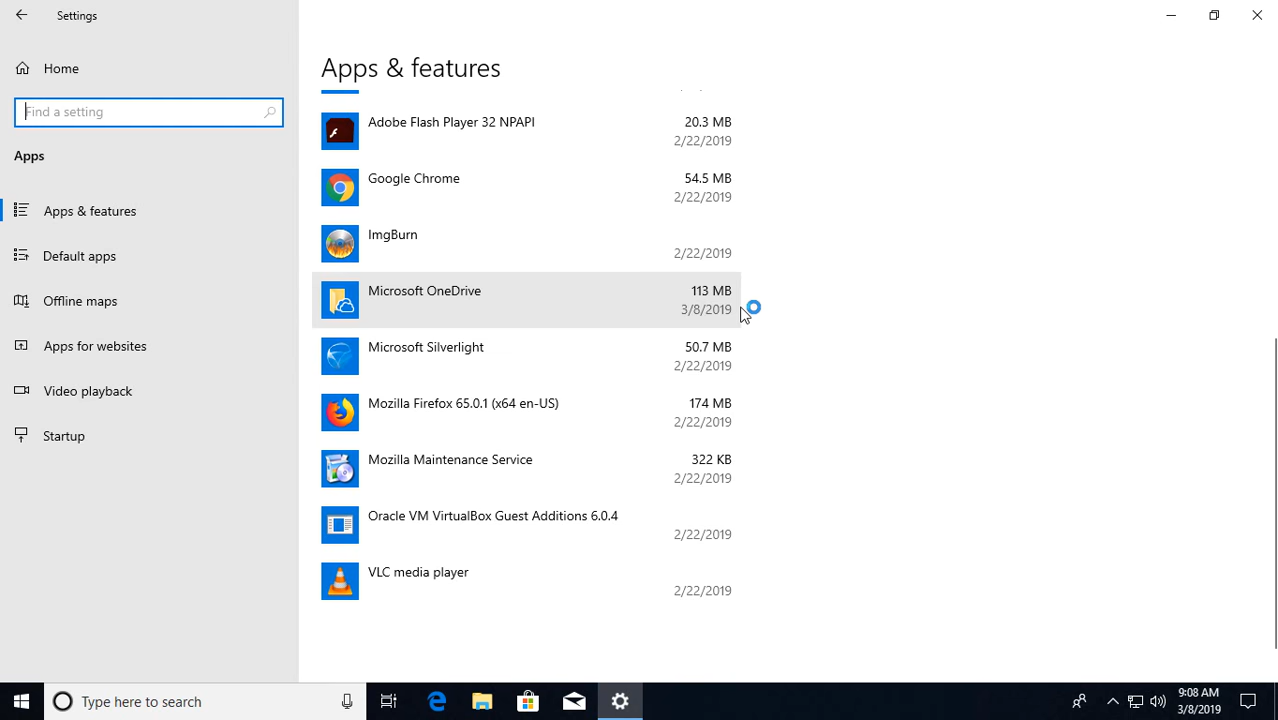 Settings
Home
Find a setting
Apps
Apps & features
Default apps
Offline maps
Apps for websites
Video playback
Startup
Apps & features
Adobe Flash Player 32 NPAPI 20.3 MB
2/22/2019
Google Chrome 54.5 MB
2/22/2019
ImgBurn
2/22/2019
Microsoft OneDrive 113 MB
3/8/2019
Microsoft Silverlight 50.7 MB
2/22/2019
Mozilla Firefox 65.0.1 (x64 en-US) 174 MB
2/22/2019
Mozilla Maintenance Service 322 KB
2/22/2019
Oracle VM VirtualBox Guest Additions 6.0.4
2/22/2019
VLC media player
2/22/2019
Type here to search
9:08 AM
3/8/2019